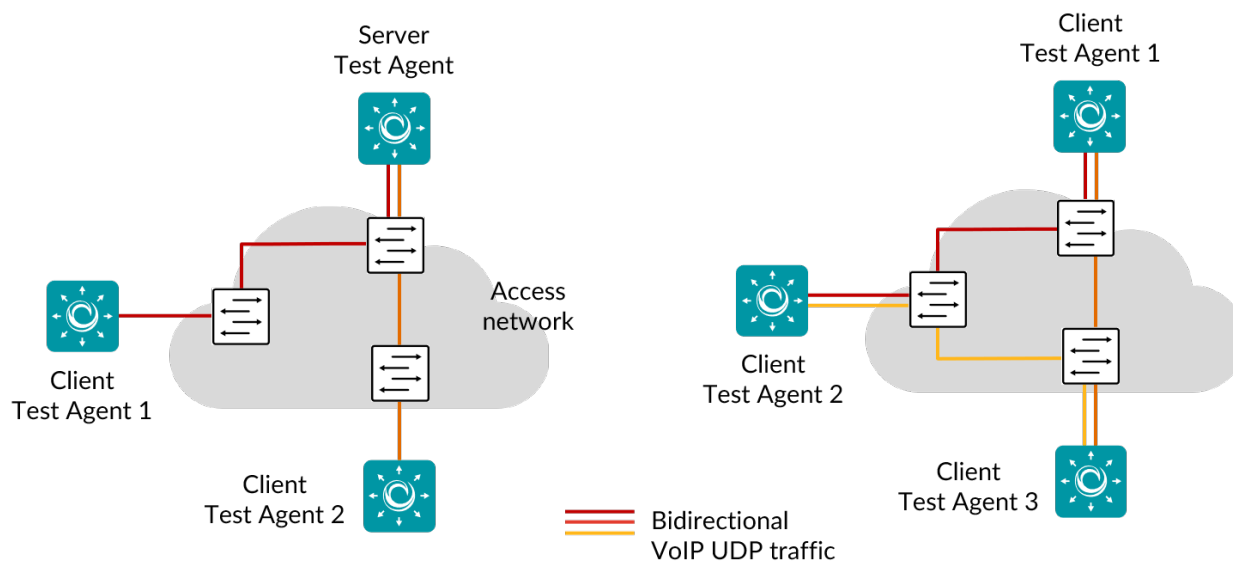 Server
Test Agent
Client
Test Agent 1
Access
network
Client
Test Agent 1
Client
Test Agent 2
Client
Test Agent 2
Client
Test Agent 3
Bidirectional
VoIP UDP traffic